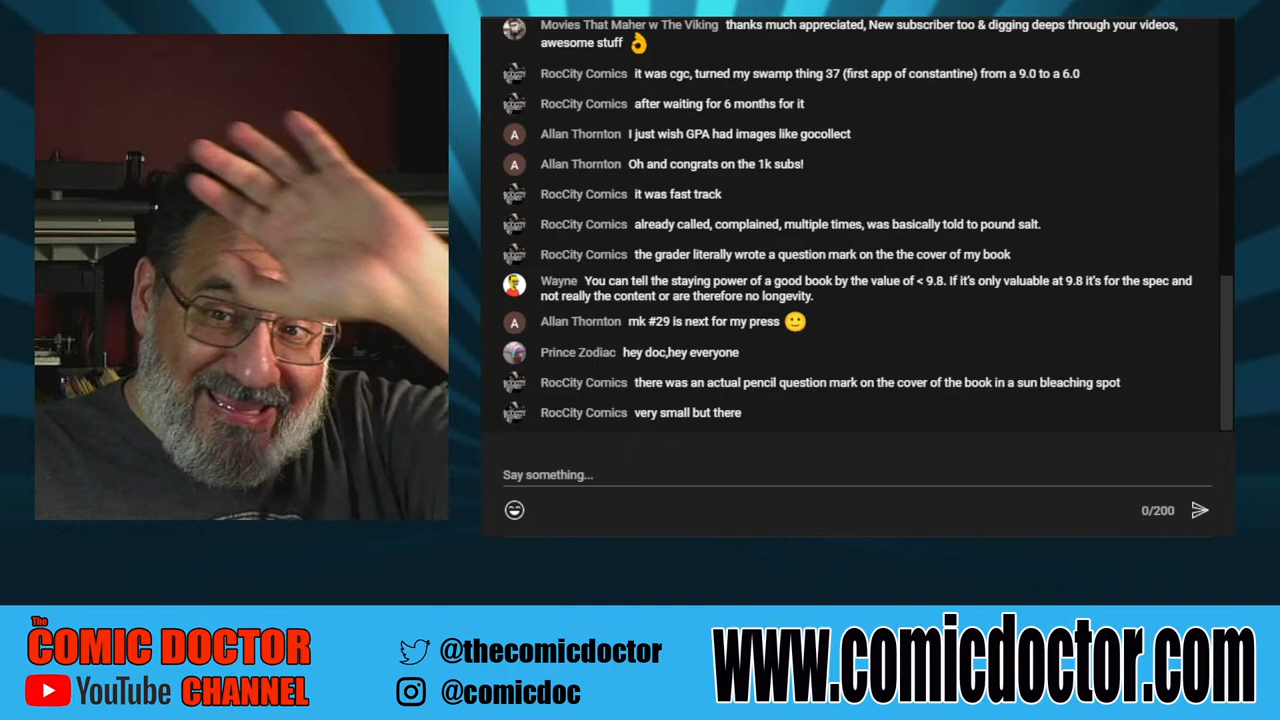 Movies That Maher w The Viking thanks much appreciated, New subscriber too & digging deeps through your videos,
awesome stuff 👌
RocCity Comics it was cgc, turned my swamp thing 37 (first app of constantine) from a 9.0 to a 6.0
RocCity Comics after waiting for 6 months for it
A Allan Thornton I just wish GPA had images like gocollect
A Allan Thornton Oh and congrats on the 1k subs!
RocCity Comics it was fast track
RocCity Comics already called, complained, multiple times, was basically told to pound salt.
RocCity Comics the grader literally wrote a question mark on the the cover of my book
Wayne You can tell the staying power of a good book by the value of < 9.8. If it's only valuable at 9.8 it's for the spec and
not really the content or are therefore no longevity.
A Allan Thornton mk #29 is next for my press 🙂
Prince Zodiac hey doc,hey everyone
RocCity Comics there was an actual pencil question mark on the cover of the book in a sun bleaching spot
RocCity Comics very small but there
Say something...
0/200
The
COMIC DOCTOR
YouTube CHANNEL
@thecomicdoctor
@comicdoc
www.comicdoctor.com